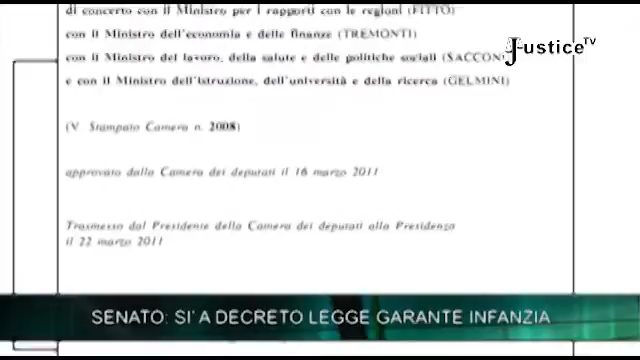 di concerto con il Ministro per i rapporti con le regioni (FITTO)
con il Ministro dell'economia e delle finanze (TREMONTI)
con il Ministro del lavoro, della salute e delle politiche sociali (SACCONI)
e con il Ministro dell'istruzione, dell'università e della ricerca (GELMINI)
Justice TV
(V. Stampato Camera n. 2008)
approvato dalla Camera dei deputati il 16 marzo 2011
Trasmesso dal Presidente della Camera dei deputati alla Presidenza
il 22 marzo 2011
SENATO: SI' A DECRETO LEGGE GARANTE INFANZIA